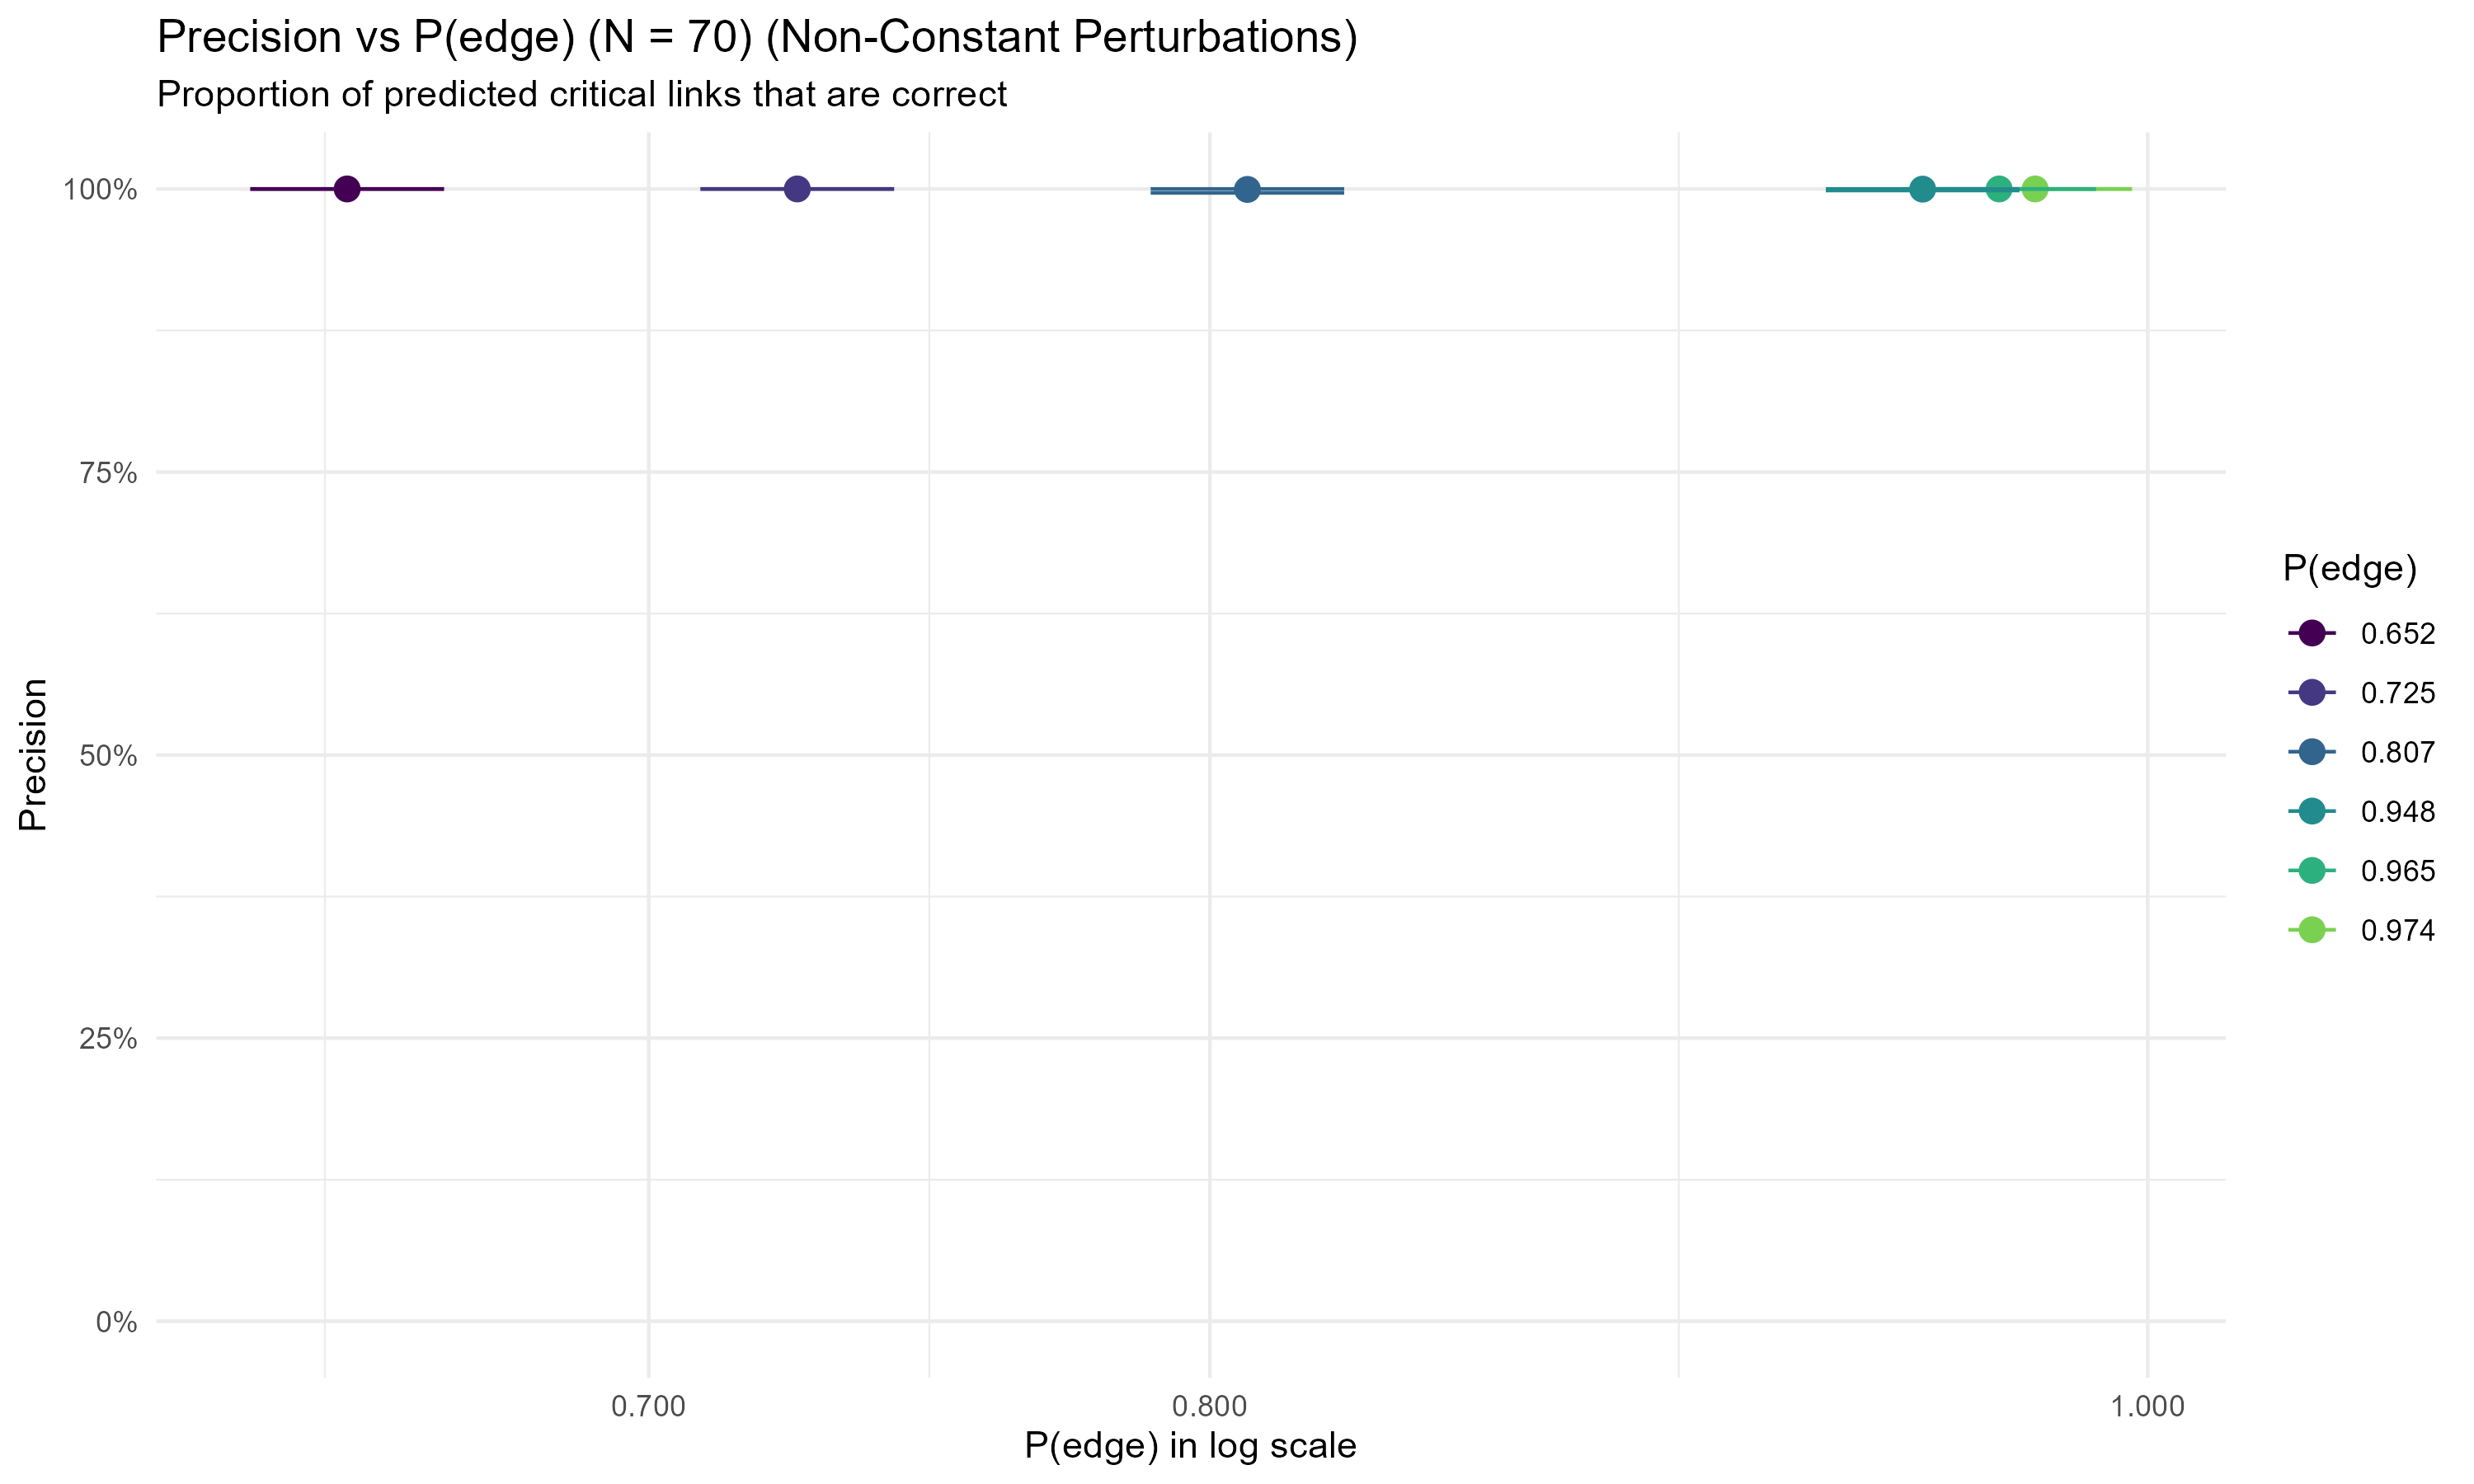 Precision vs P(edge) (N = 70) (Non-Constant Perturbations)
Proportion of predicted critical links that are correct
Precision
100%
75%
50%
25%
0%
0.700
0.800
1.000
P(edge) in log scale
P(edge)
0.652
0.725
0.807
0.948
0.965
0.974